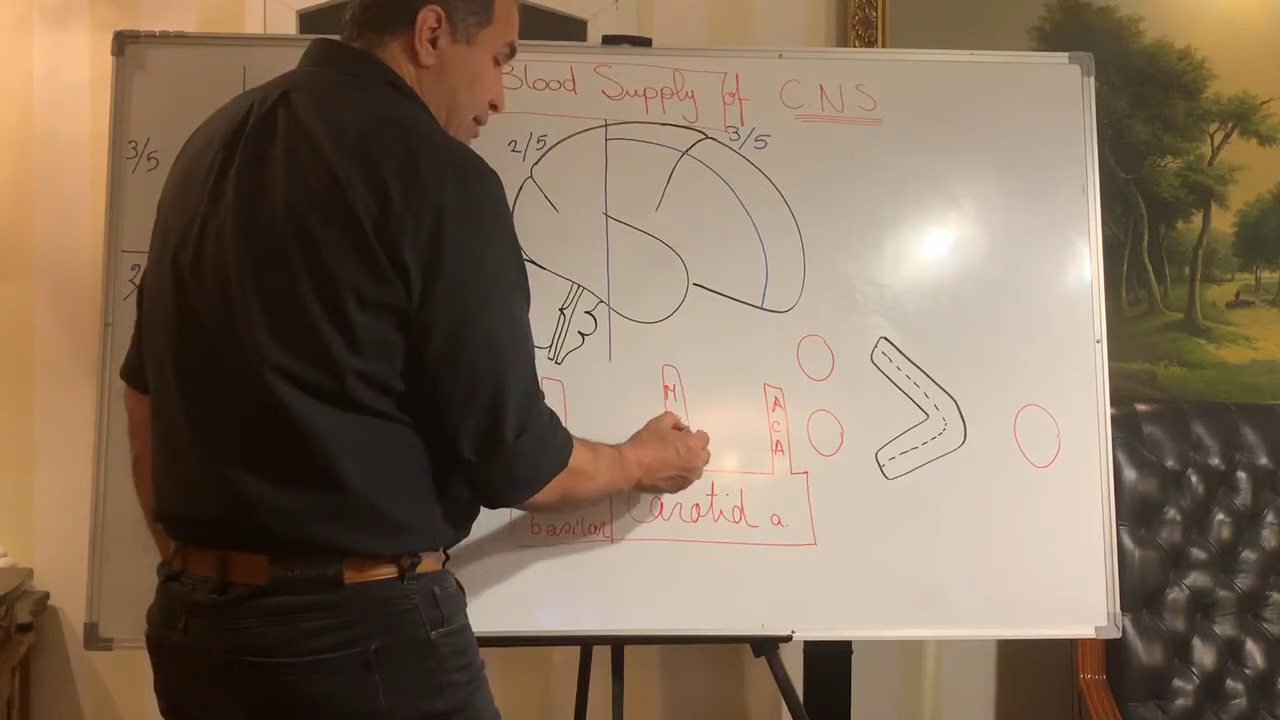 Blood Supply of C.N.S
3/5
2/5
3/5
M
A
C
A
basilar
Carotid a.